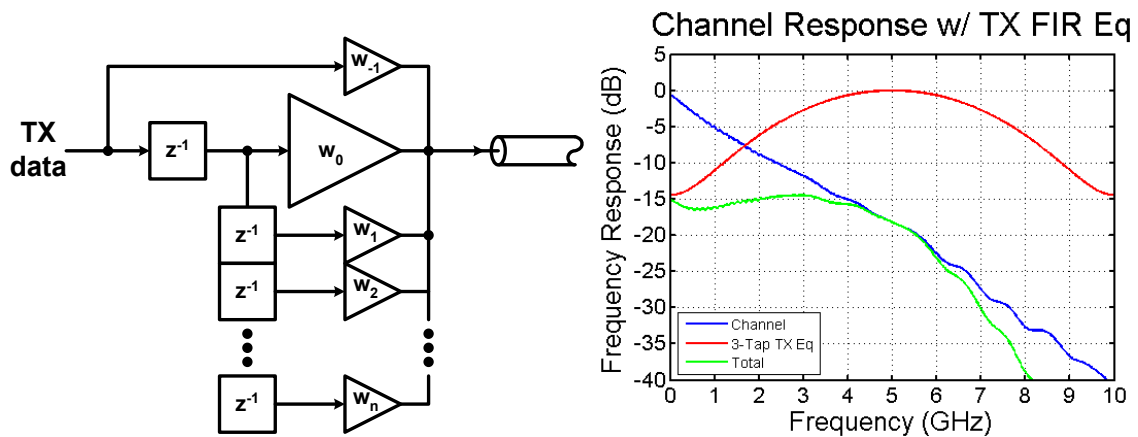 TX
data
z-1
w-1
w0
z-1
w1
z-1
w2
z-1
wn
Channel Response w/ TX FIR Eq
Frequency Response (dB)
5
0
-5
-10
-15
-20
-25
-30
-35
-40
Channel
3-Tap TX Eq
Total
0 1 2 3 4 5 6 7 8 9 10
Frequency (GHz)